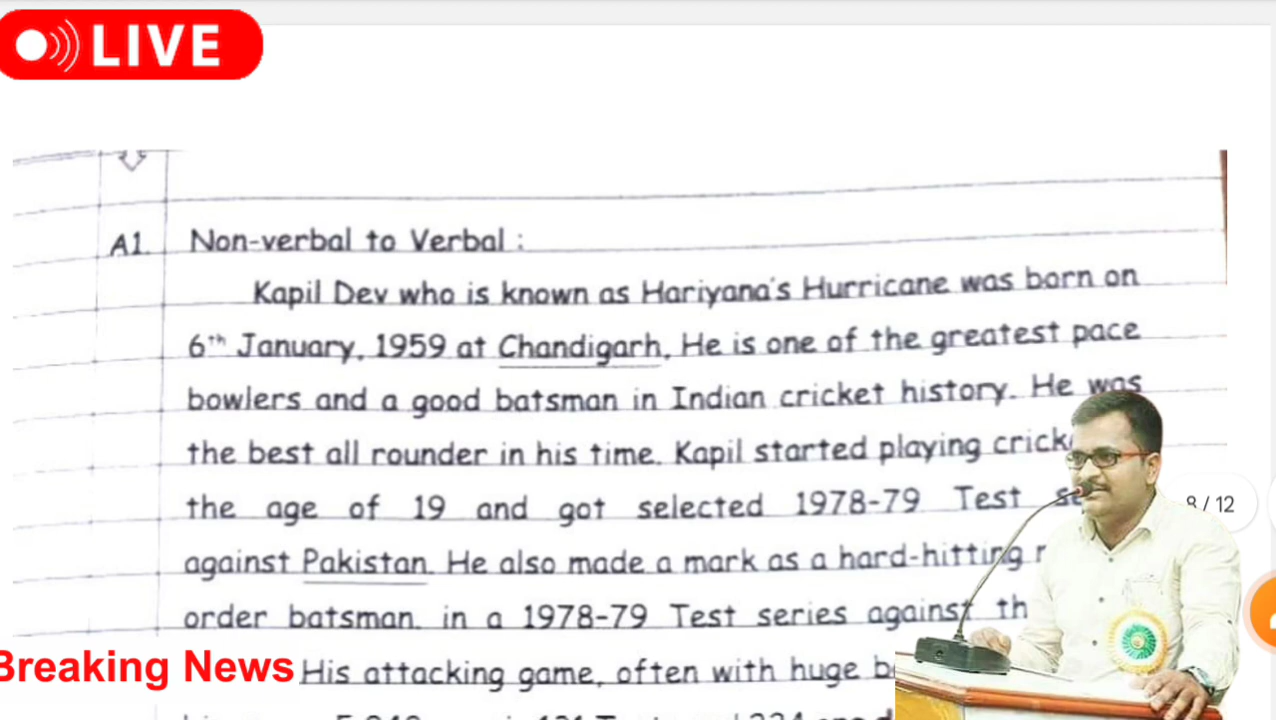 LIVE
A1. Non-verbal to Verbal :
Kapil Dev who is known as Hariyana's Hurricane was born on
6th January, 1959 at Chandigarh. He is one of the greatest pace
bowlers and a good batsman in Indian cricket history. He was
the best all rounder in his time. Kapil started playing
the age of 19 and got selected 1978-79 Test
8 / 12
against Pakistan. He also made a mark as a hard-hitting
order batsman. in a 1978-79 Test series against
Breaking News
His attacking game, often with huge